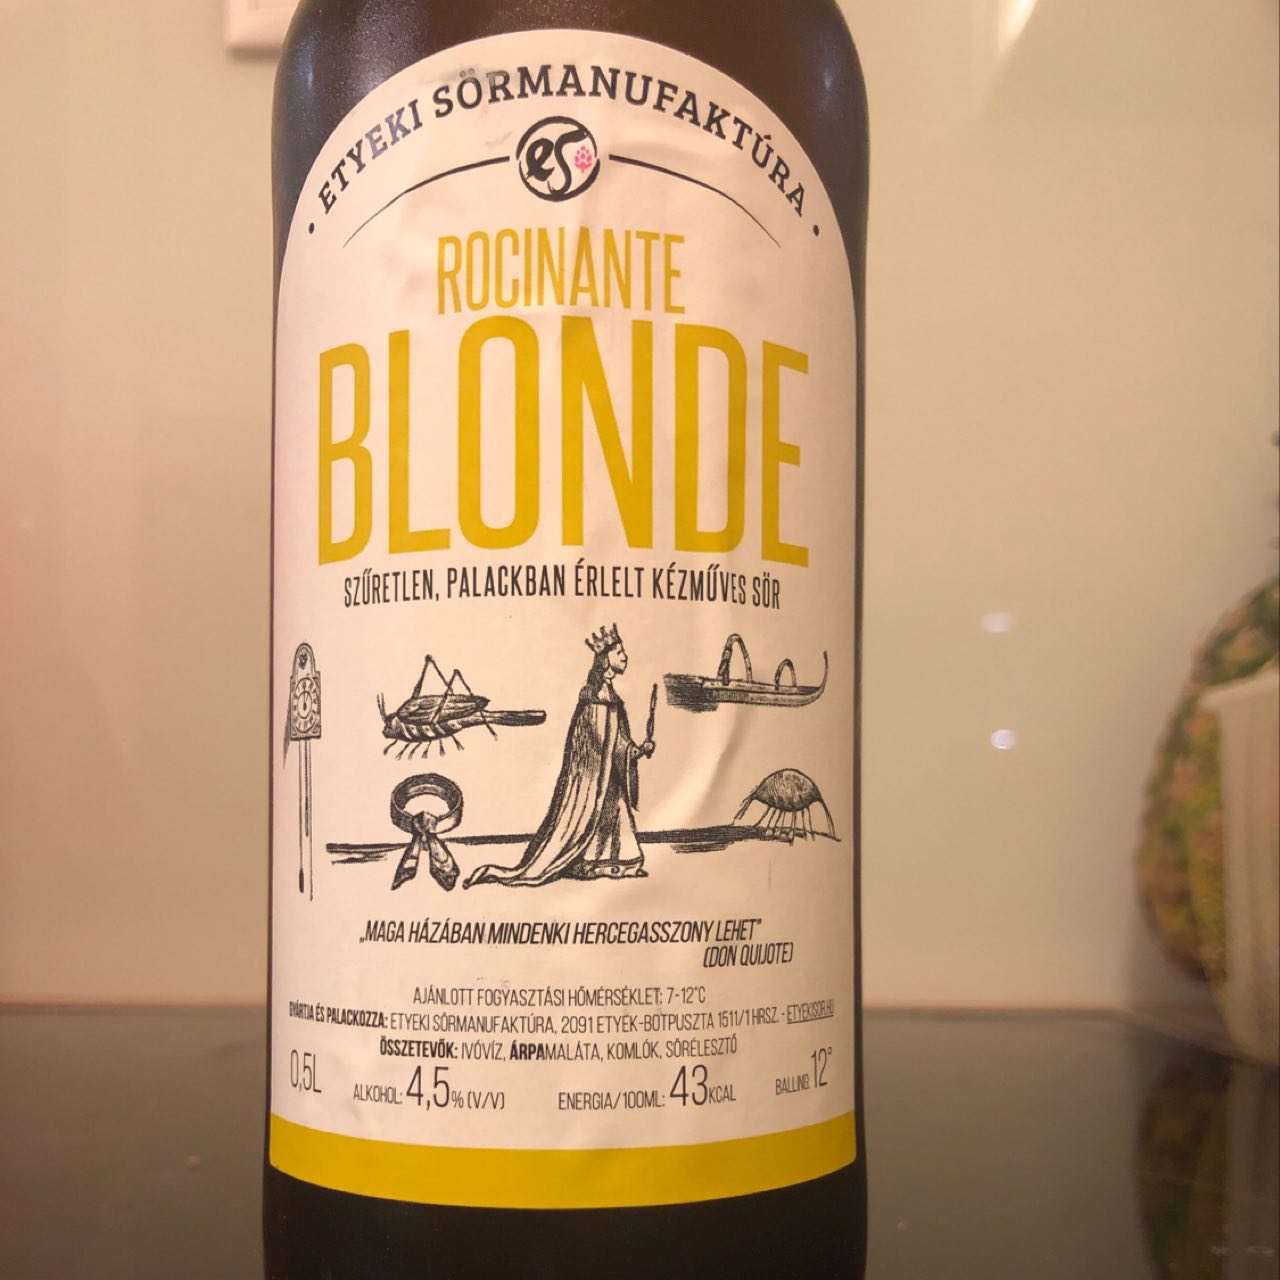 • ETYEKI SÖRMANUFAKTÚRA •
es
ROCINANTE
BLONDE
SZŰRETLEN, PALACKBAN ÉRLELT KÉZMŰVES SÖR
„MAGA HÁZÁBAN MINDENKI HERCEGASSZONY LEHET”
(DON QUIJOTE)
AJÁNLOTT FOGYASZTÁSI HŐMÉRSÉKLET: 7-12°C
GYÁRTJA ÉS PALACKOZZA: ETYEKI SÖRMANUFAKTÚRA, 2091 ETYEK-BOTPUSZTA 1511/1 HRSZ. - ETYEKISOR.HU
ÖSSZETEVŐK: IVÓVÍZ, ÁRPAMALÁTA, KOMLÓK, SÖRÉLESZTŐ
0,5L ALKOHOL: 4,5% (V/V) ENERGIA/100ML: 43KCAL BALLING: 12°